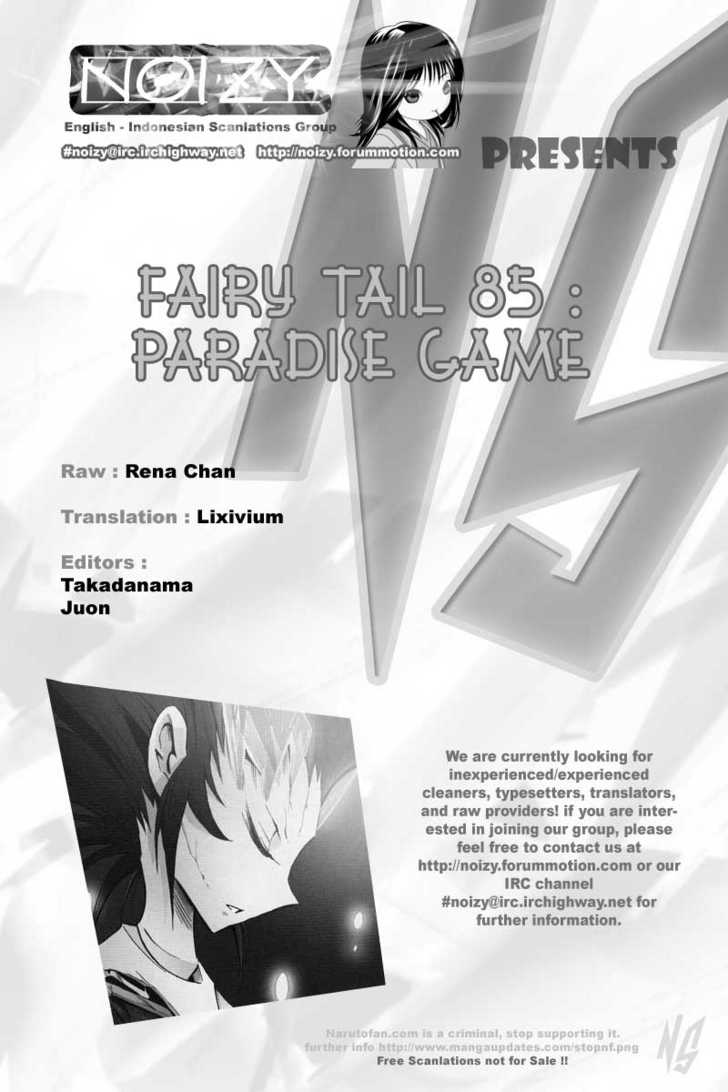 NOIZY
English - Indonesian Scanlations Group
#noizy@irc.irchighway.net http://noizy.forummotion.com
PRESENTS
FAIRY TAIL 85 :
PARADISE GAME
Raw : Rena Chan
Translation : Lixivium
Editors :
Takadanama
Juon
We are currently looking for
inexperienced/experienced
cleaners, typesetters, translators,
and raw providers! if you are inter-
ested in joining our group, please
feel free to contact us at
http://noizy.forummotion.com or our
IRC channel
#noizy@irc.irchighway.net for
further information.
Narutofan.com is a criminal, stop supporting it.
further info http://www.mangaupdates.com/stopnf.png
Free Scanlations not for Sale !!
NS
NS